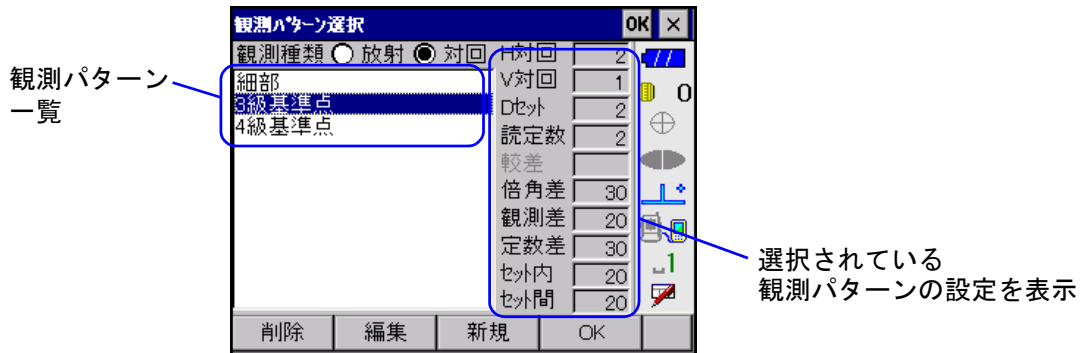 観測パターン選択 OK ×
観測種類 放射 対回
観測パターン
一覧
細部
3級基準点
4級基準点
H対回 2
V対回 1
Dセット 2
読定数 2
較差
倍角差 30
観測差 20
定数差 30
セット内 20
セット間 20
0
1
選択されている
観測パターンの設定を表示
削除 編集 新規 OK